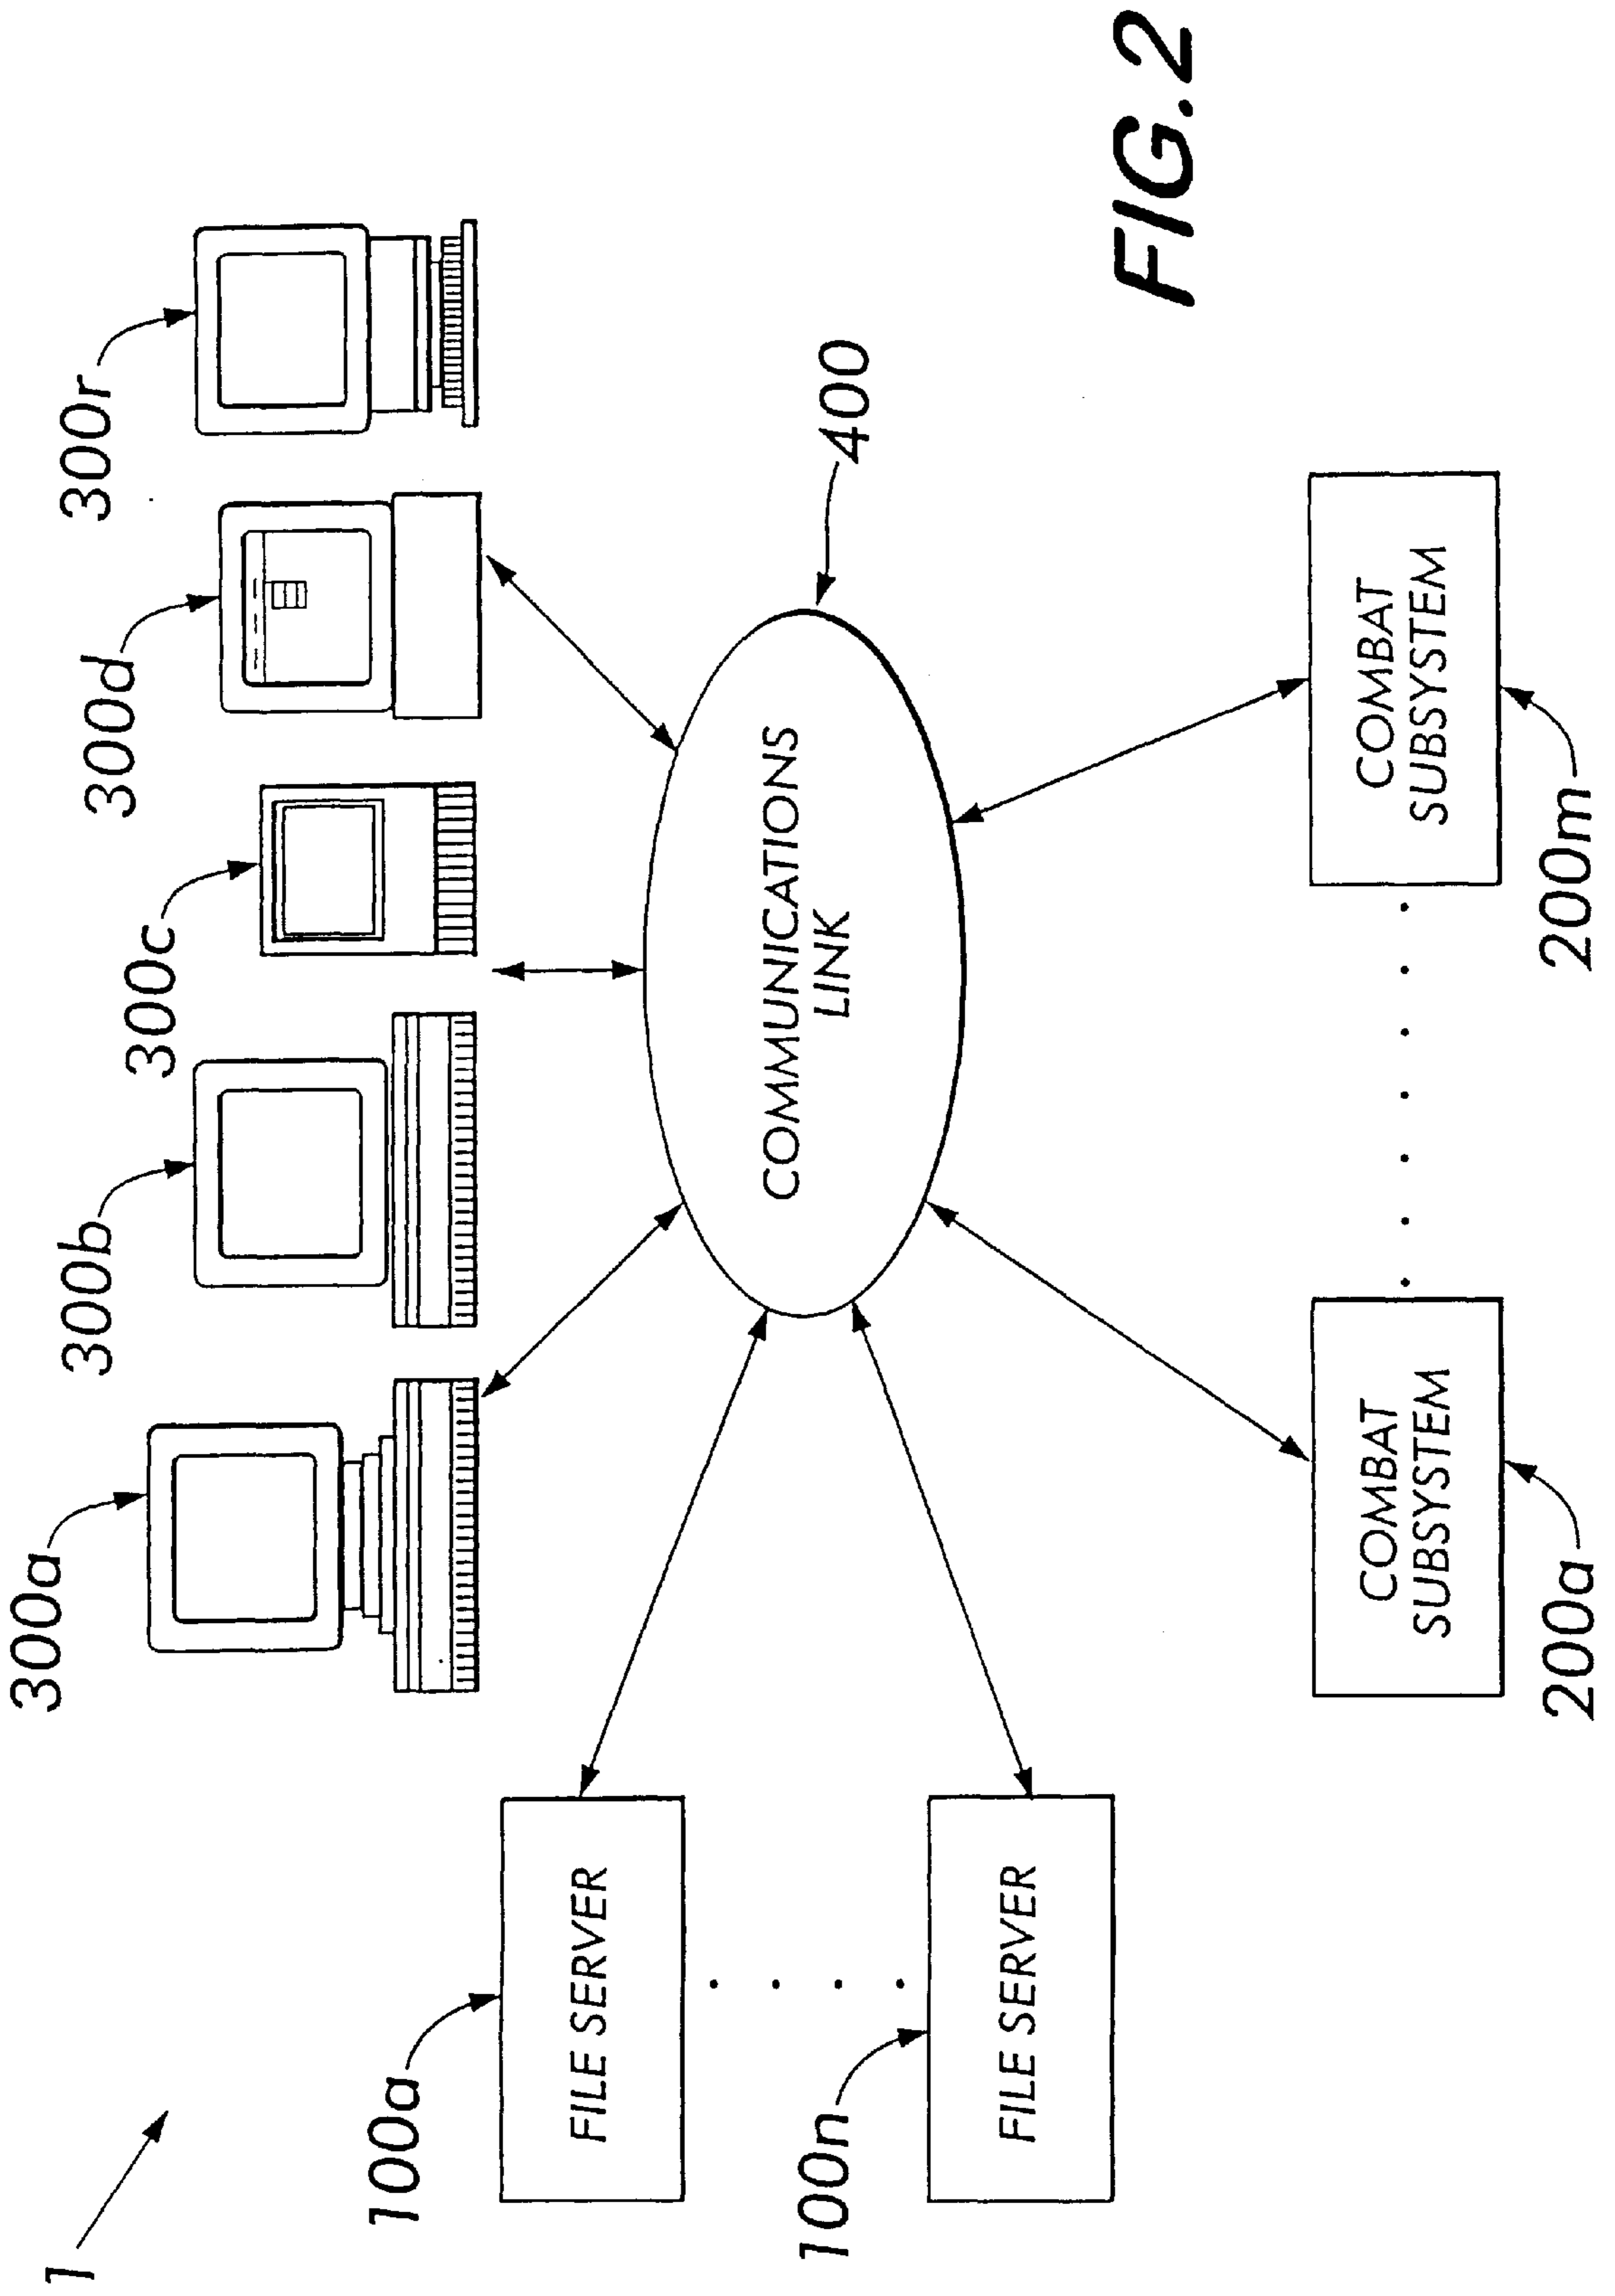 300a
300b
300c
300d
300r
1
100a
FILE SERVER
COMMUNICATIONS
LINK
400
100n
FILE SERVER
COMBAT
SUBSYSTEM
COMBAT
SUBSYSTEM
200a
200m
FIG.2